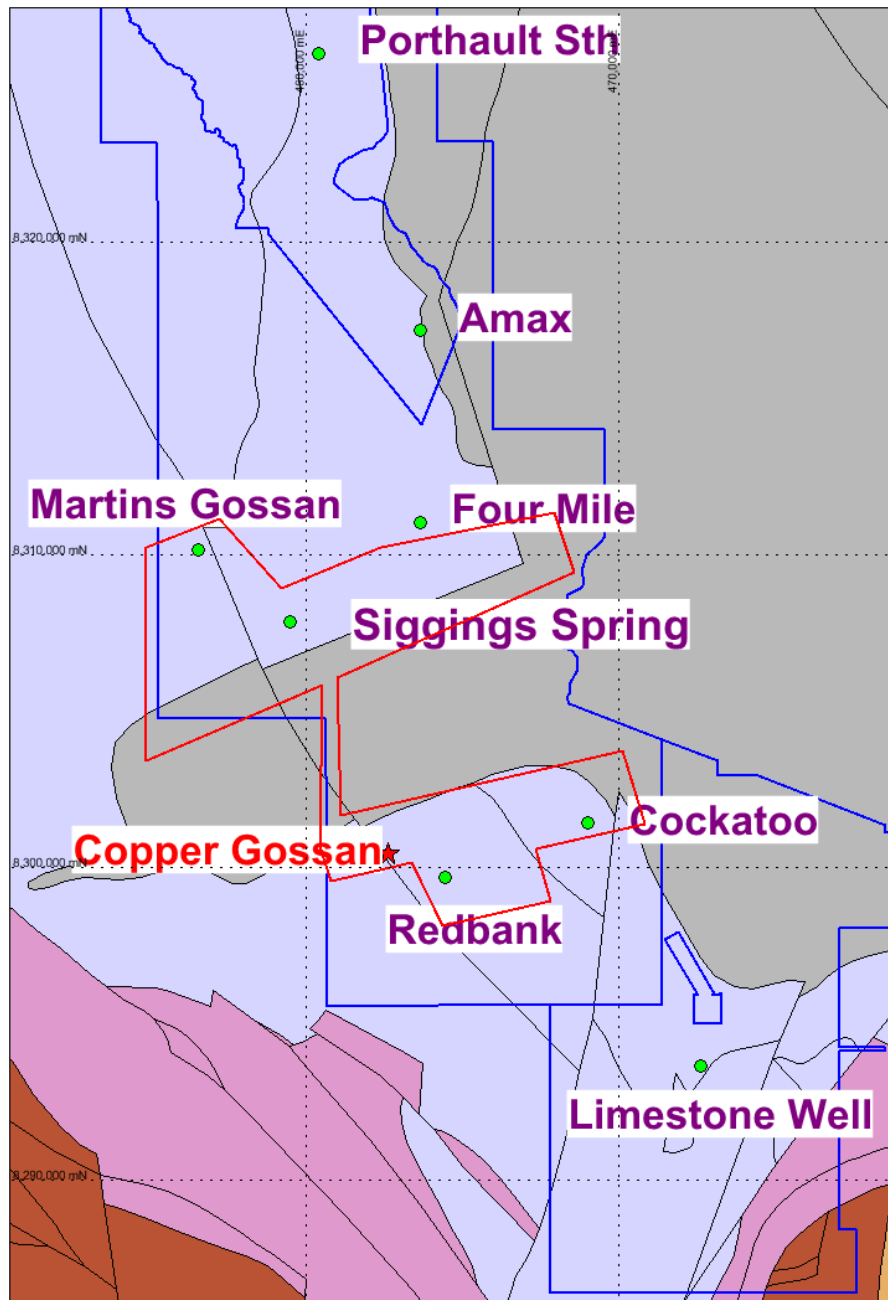 Porthault Sth
460,000 mE
470,000 mE
8,320,000 mN
Amax
Martins Gossan
Four Mile
8,310,000 mN
Siggings Spring
Cockatoo
Copper Gossan
8,300,000 mN
Redbank
Limestone Well
8,290,000 mN